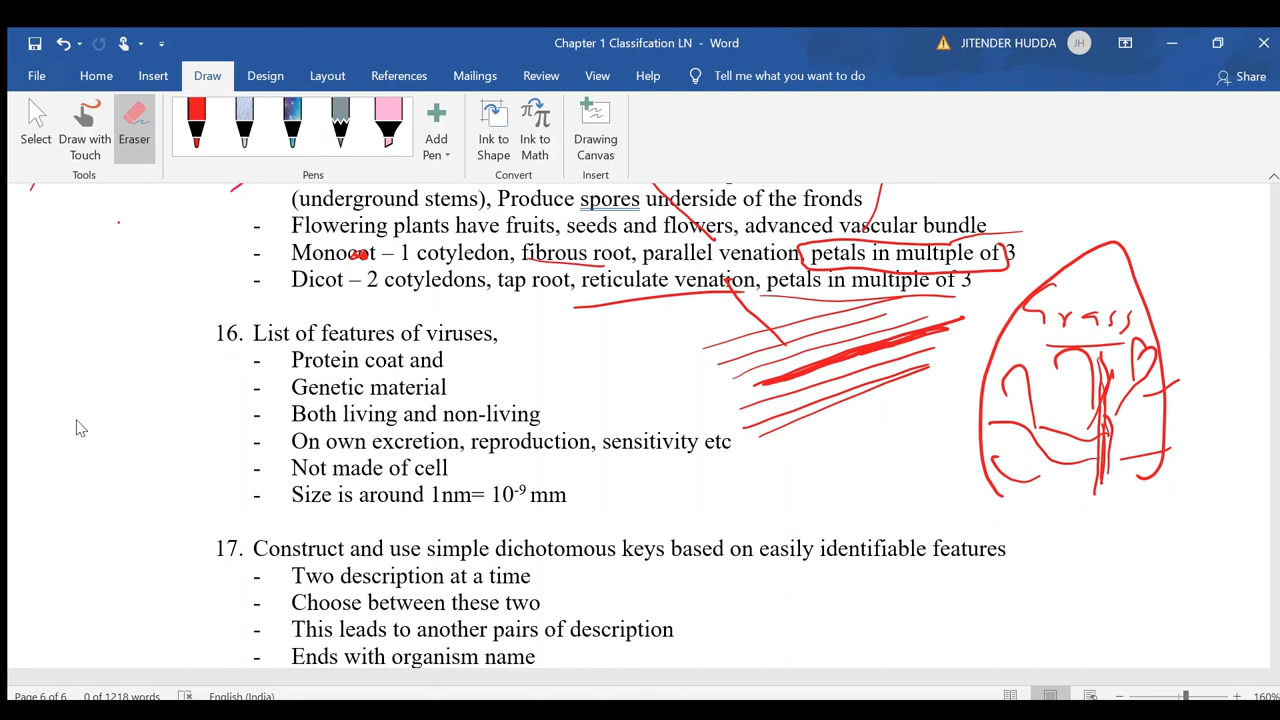 Chapter 1 Classifcation LN - Word
JITENDER HUDDA
JH
File Home Insert Draw Design Layout References Mailings Review View Help Tell me what you want to do Share
Select Draw with Touch Eraser Add Pen Ink to Shape Ink to Math Drawing Canvas
Tools Pens Convert Insert
(underground stems), Produce spores underside of the fronds
- Flowering plants have fruits, seeds and flowers, advanced vascular bundle
- Monocot – 1 cotyledon, fibrous root, parallel venation, petals in multiple of 3
- Dicot – 2 cotyledons, tap root, reticulate venation, petals in multiple of 3
Grass
16. List of features of viruses,
- Protein coat and
- Genetic material
- Both living and non-living
- On own excretion, reproduction, sensitivity etc
- Not made of cell
- Size is around 1nm= 10⁻⁹ mm
17. Construct and use simple dichotomous keys based on easily identifiable features
- Two description at a time
- Choose between these two
- This leads to another pairs of description
- Ends with organism name
Page 6 of 6 0 of 1218 words English (India) 160%